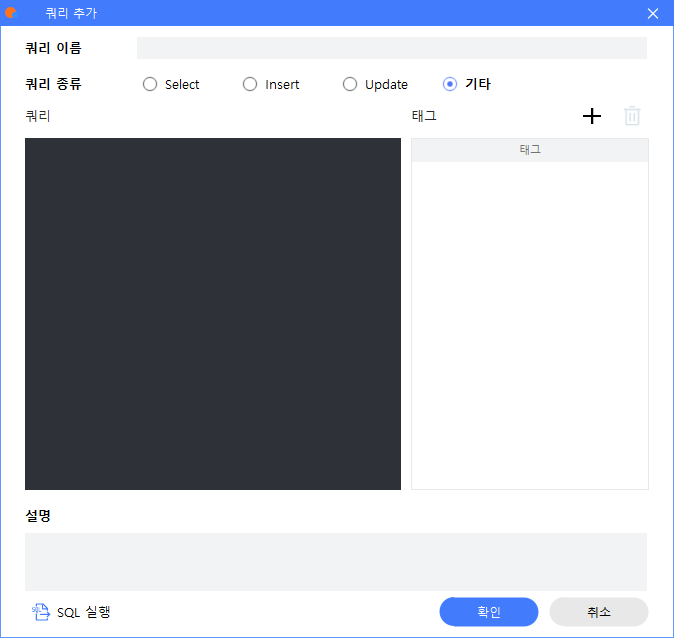 쿼리 추가
쿼리 이름
쿼리 종류 Select Insert Update 기타
쿼리 태그
태그
설명
SQL 실행 확인 취소